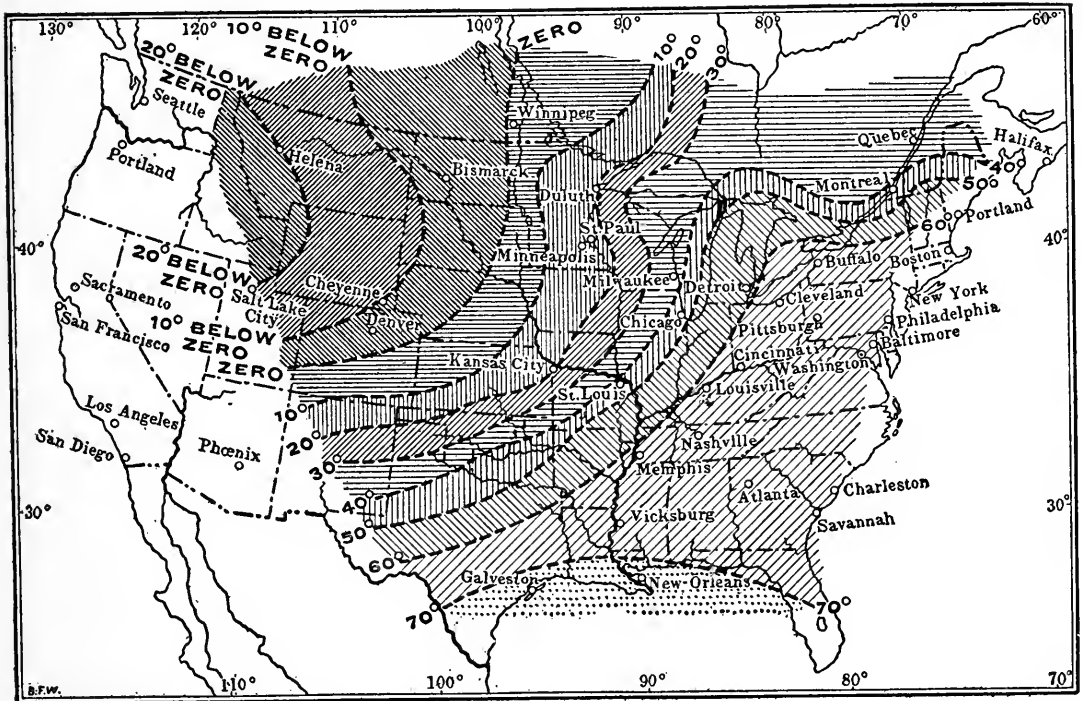 130°
120°
110°
100°
90°
80°
70°
60°
10° BELOW
ZERO
20° BELOW
ZERO
ZERO
10°
20°
30°
Seattle
Winnipeg
Quebec
Halifax
Portland
Helena
Bismarck
Montreal
40°
50°
Duluth
60°
Portland
St. Paul
40°
40°
Minneapolis
Buffalo
Boston
20° BELOW
ZERO
Milwaukee
Detroit
Sacramento
Salt Lake
City
Cheyenne
Cleveland
New York
San Francisco
10° BELOW
ZERO
Denver
Chicago
Pittsburgh
Philadelphia
Baltimore
ZERO
Kansas City
Cincinnati
Washington
St. Louis
Louisville
10°
Los Angeles
20°
Nashville
San Diego
Phœnix
30°
Memphis
40°
Atlanta
Charleston
30°
50°
Vicksburg
Savannah
30°
60°
Galveston
New Orleans
70°
70°
B.F.W.
110°
100°
90°
80°
70°